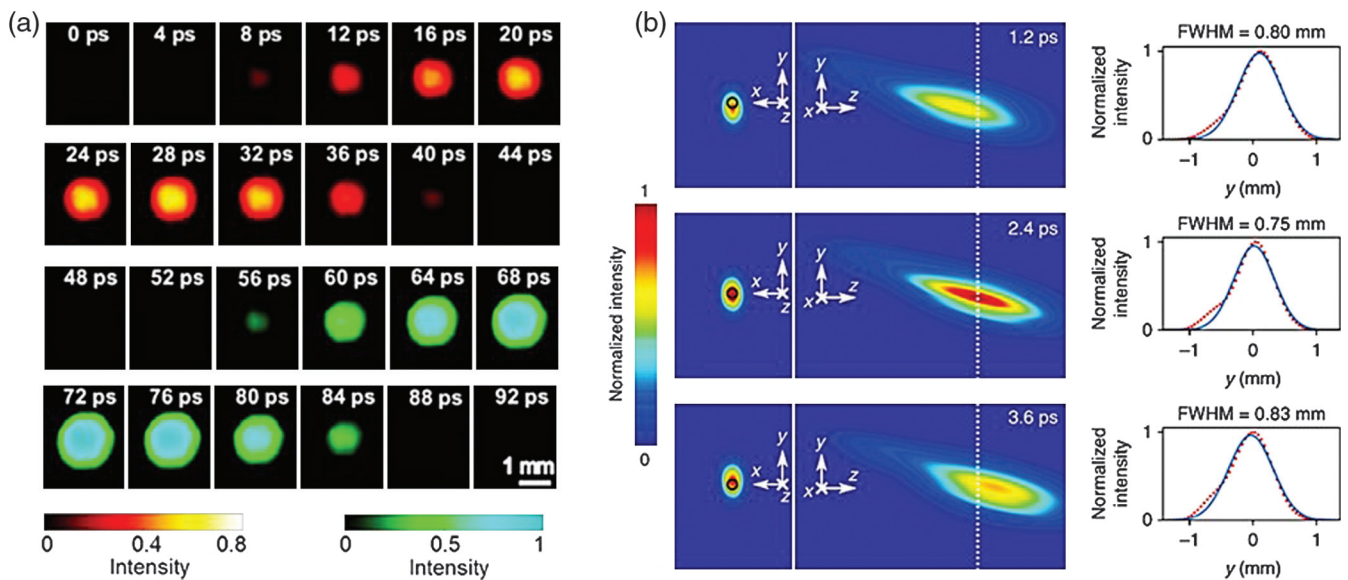 (a)
0 ps 4 ps 8 ps 12 ps 16 ps 20 ps
24 ps 28 ps 32 ps 36 ps 40 ps 44 ps
48 ps 52 ps 56 ps 60 ps 64 ps 68 ps
72 ps 76 ps 80 ps 84 ps 88 ps 92 ps
1 mm
0 0.4 0.8
Intensity
0 0.5 1
Intensity
(b)
1
Normalized intensity
0
1.2 ps
y
x
z
y
x
z
FWHM = 0.80 mm
Normalized
intensity
1
0
−1 0 1
y (mm)
2.4 ps
y
x
z
y
x
z
FWHM = 0.75 mm
Normalized
intensity
1
0
−1 0 1
y (mm)
3.6 ps
y
x
z
y
x
z
FWHM = 0.83 mm
Normalized
intensity
1
0
−1 0 1
y (mm)